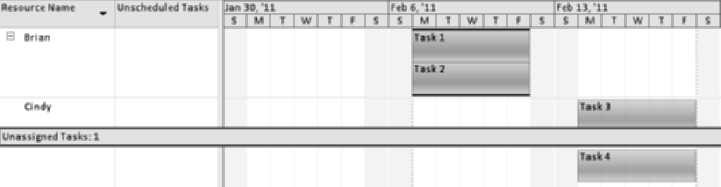 Resource Name Unscheduled Tasks Jan 30, '11 Feb 6, '11 Feb 13, '11
S M T W T F S S M T W T F S S M T W T F S
Brian Task 1
Task 2
Cindy Task 3
Unassigned Tasks: 1
Task 4